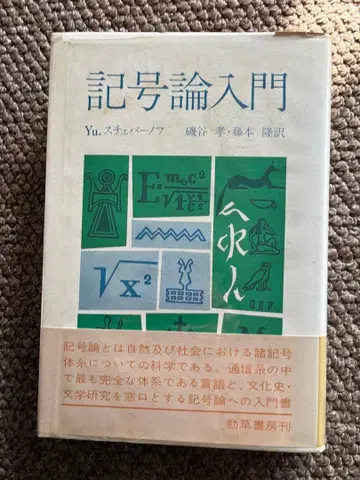 記号論入門
Yu.スチェパーノフ 磯谷 孝・藤本 隆訳
√x²
記号論とは自然及び社会における諸記号
体系についての科学である。通信系の中
で最も完全な体系である言語と、文化史・
文学研究を窓口とする記号論への入門書
勁草書房刊